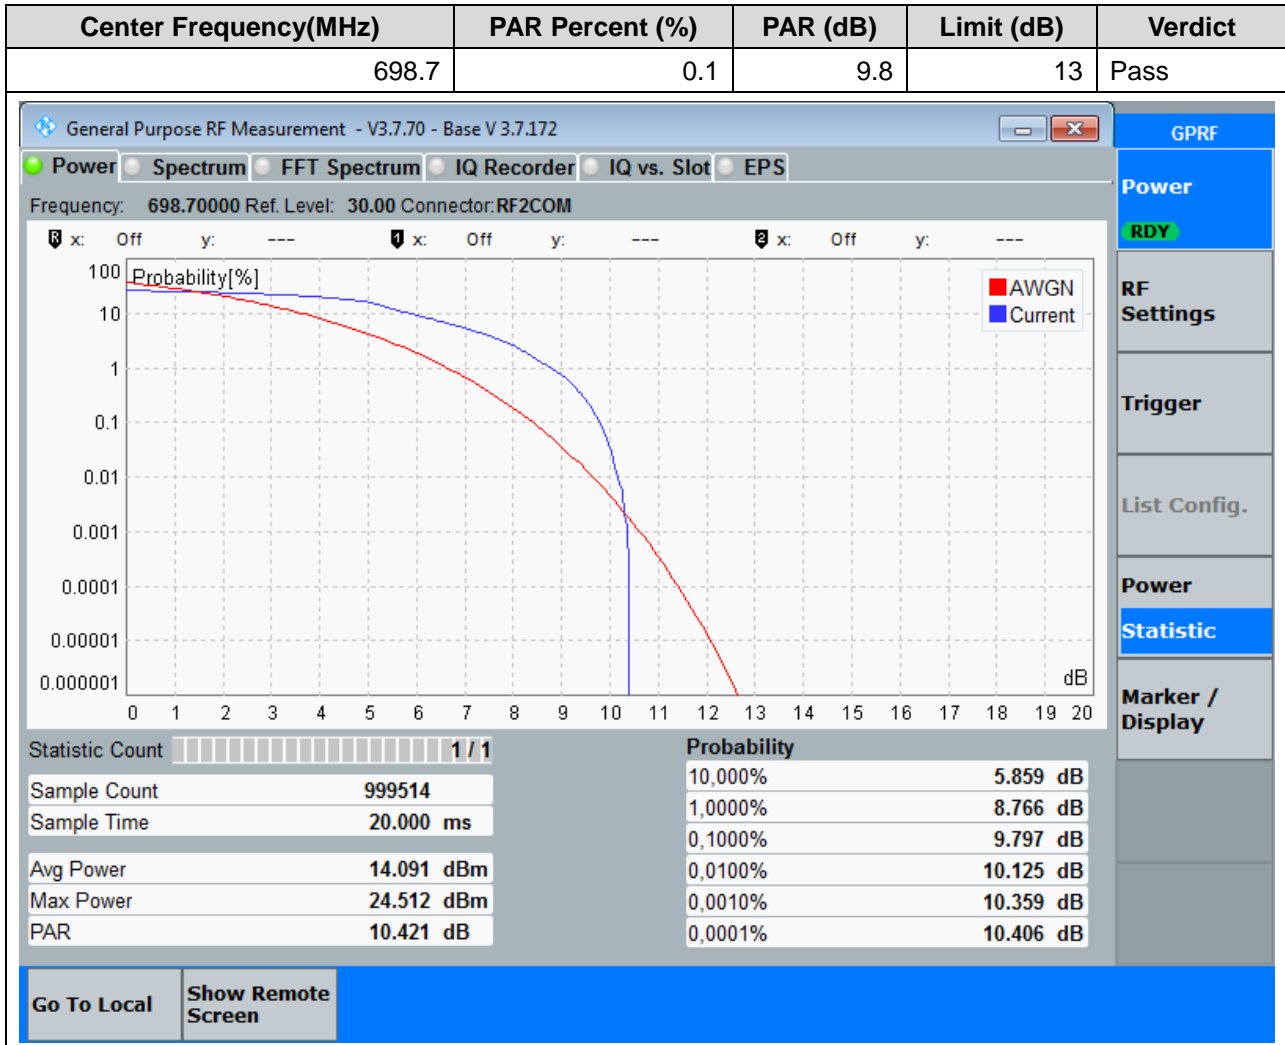 Center Frequency(MHz) PAR Percent (%) PAR (dB) Limit (dB) Verdict
698.7 0.1 9.8 13 Pass
General Purpose RF Measurement - V3.7.70 - Base V 3.7.172
GPRF
Power Spectrum FFT Spectrum IQ Recorder IQ vs. Slot EPS
Frequency: 698.70000 Ref. Level: 30.00 Connector:RF2COM
R x: Off y: --- 1 x: Off y: --- 2 x: Off y: ---
Probability[%]
100
10
1
0.1
0.01
0.001
0.0001
0.00001
0.000001
AWGN
Current
dB
0 1 2 3 4 5 6 7 8 9 10 11 12 13 14 15 16 17 18 19 20
Statistic Count 1 / 1
Sample Count 999514
Sample Time 20.000 ms
Avg Power 14.091 dBm
Max Power 24.512 dBm
PAR 10.421 dB
Probability
10,000% 5.859 dB
1,0000% 8.766 dB
0,1000% 9.797 dB
0,0100% 10.125 dB
0,0010% 10.359 dB
0,0001% 10.406 dB
Power
RDY
RF
Settings
Trigger
List Config.
Power
Statistic
Marker /
Display
Go To Local
Show Remote
Screen